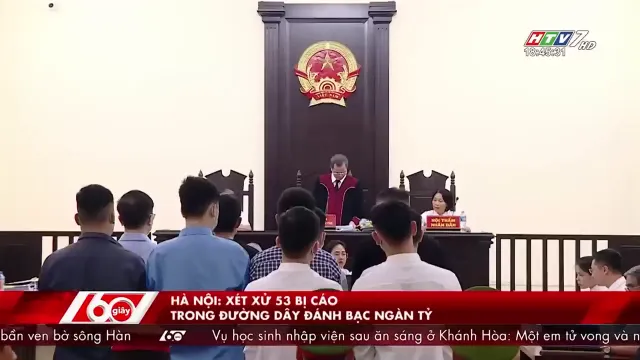 HTV7 HD
18:45:31
HỘI THẨM
NHÂN DÂN
60 giây
HÀ NỘI: XÉT XỬ 53 BỊ CÁO
TRONG ĐƯỜNG DÂY ĐÁNH BẠC NGÀN TỶ
bẩn ven bờ sông Hàn 60 Vụ học sinh nhập viện sau ăn sáng ở Khánh Hòa: Một em tử vong và n